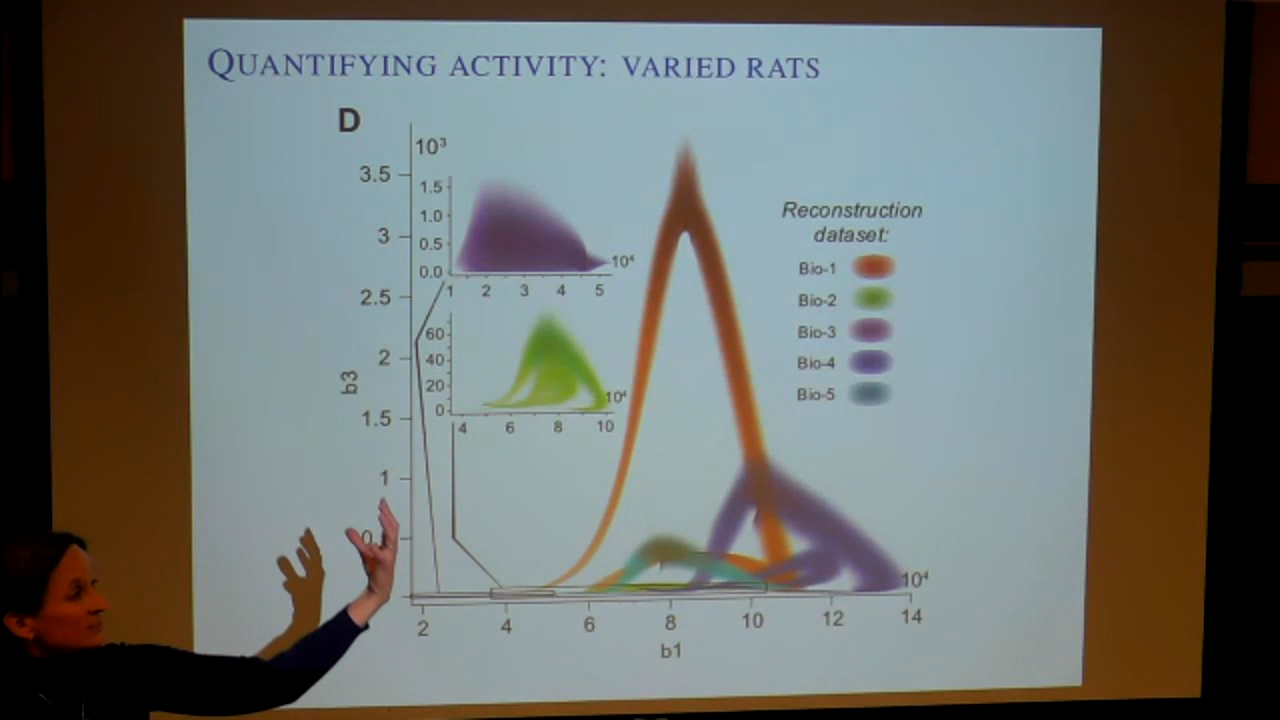 QUANTIFYING ACTIVITY: VARIED RATS
D
10³
3.5
3
2.5
2
1.5
1
b3
1.5
1.0
0.5
0.0
10⁴
1 2 3 4 5
60
40
20
0
10⁴
4 6 8 10
Reconstruction
dataset:
Bio-1
Bio-2
Bio-3
Bio-4
Bio-5
10⁴
2 4 6 8 10 12 14
b1